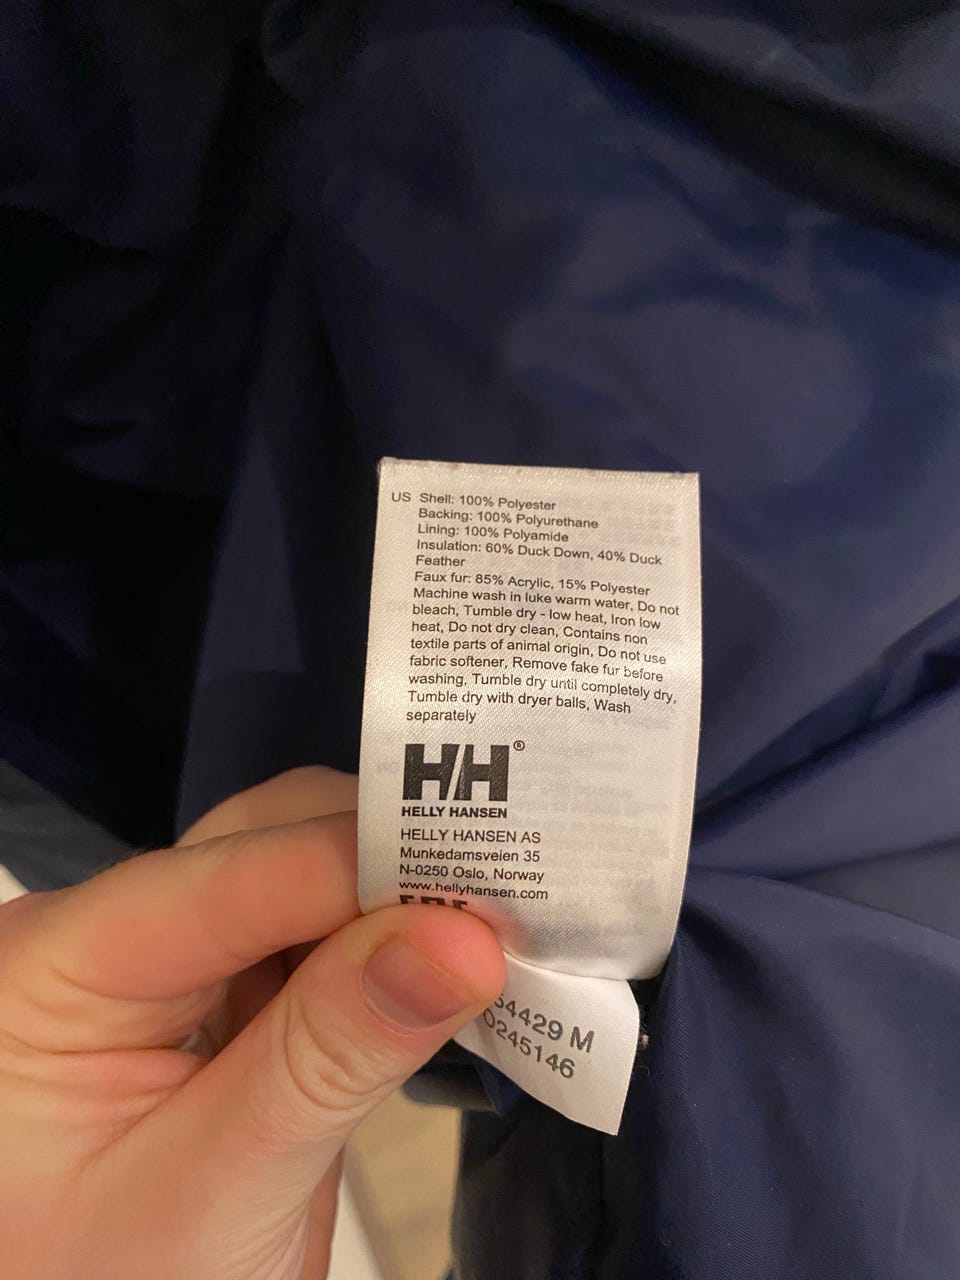 US Shell: 100% Polyester
Backing: 100% Polyurethane
Lining: 100% Polyamide
Insulation: 60% Duck Down, 40% Duck
Feather
Faux fur: 85% Acrylic, 15% Polyester
Machine wash in luke warm water, Do not
bleach, Tumble dry - low heat, Iron low
heat, Do not dry clean, Contains non
textile parts of animal origin, Do not use
fabric softener, Remove fake fur before
washing, Tumble dry until completely dry,
Tumble dry with dryer balls, Wash
separately
HH®
HELLY HANSEN
HELLY HANSEN AS
Munkedamsveien 35
N-0250 Oslo, Norway
www.hellyhansen.com
54429 M
0245146